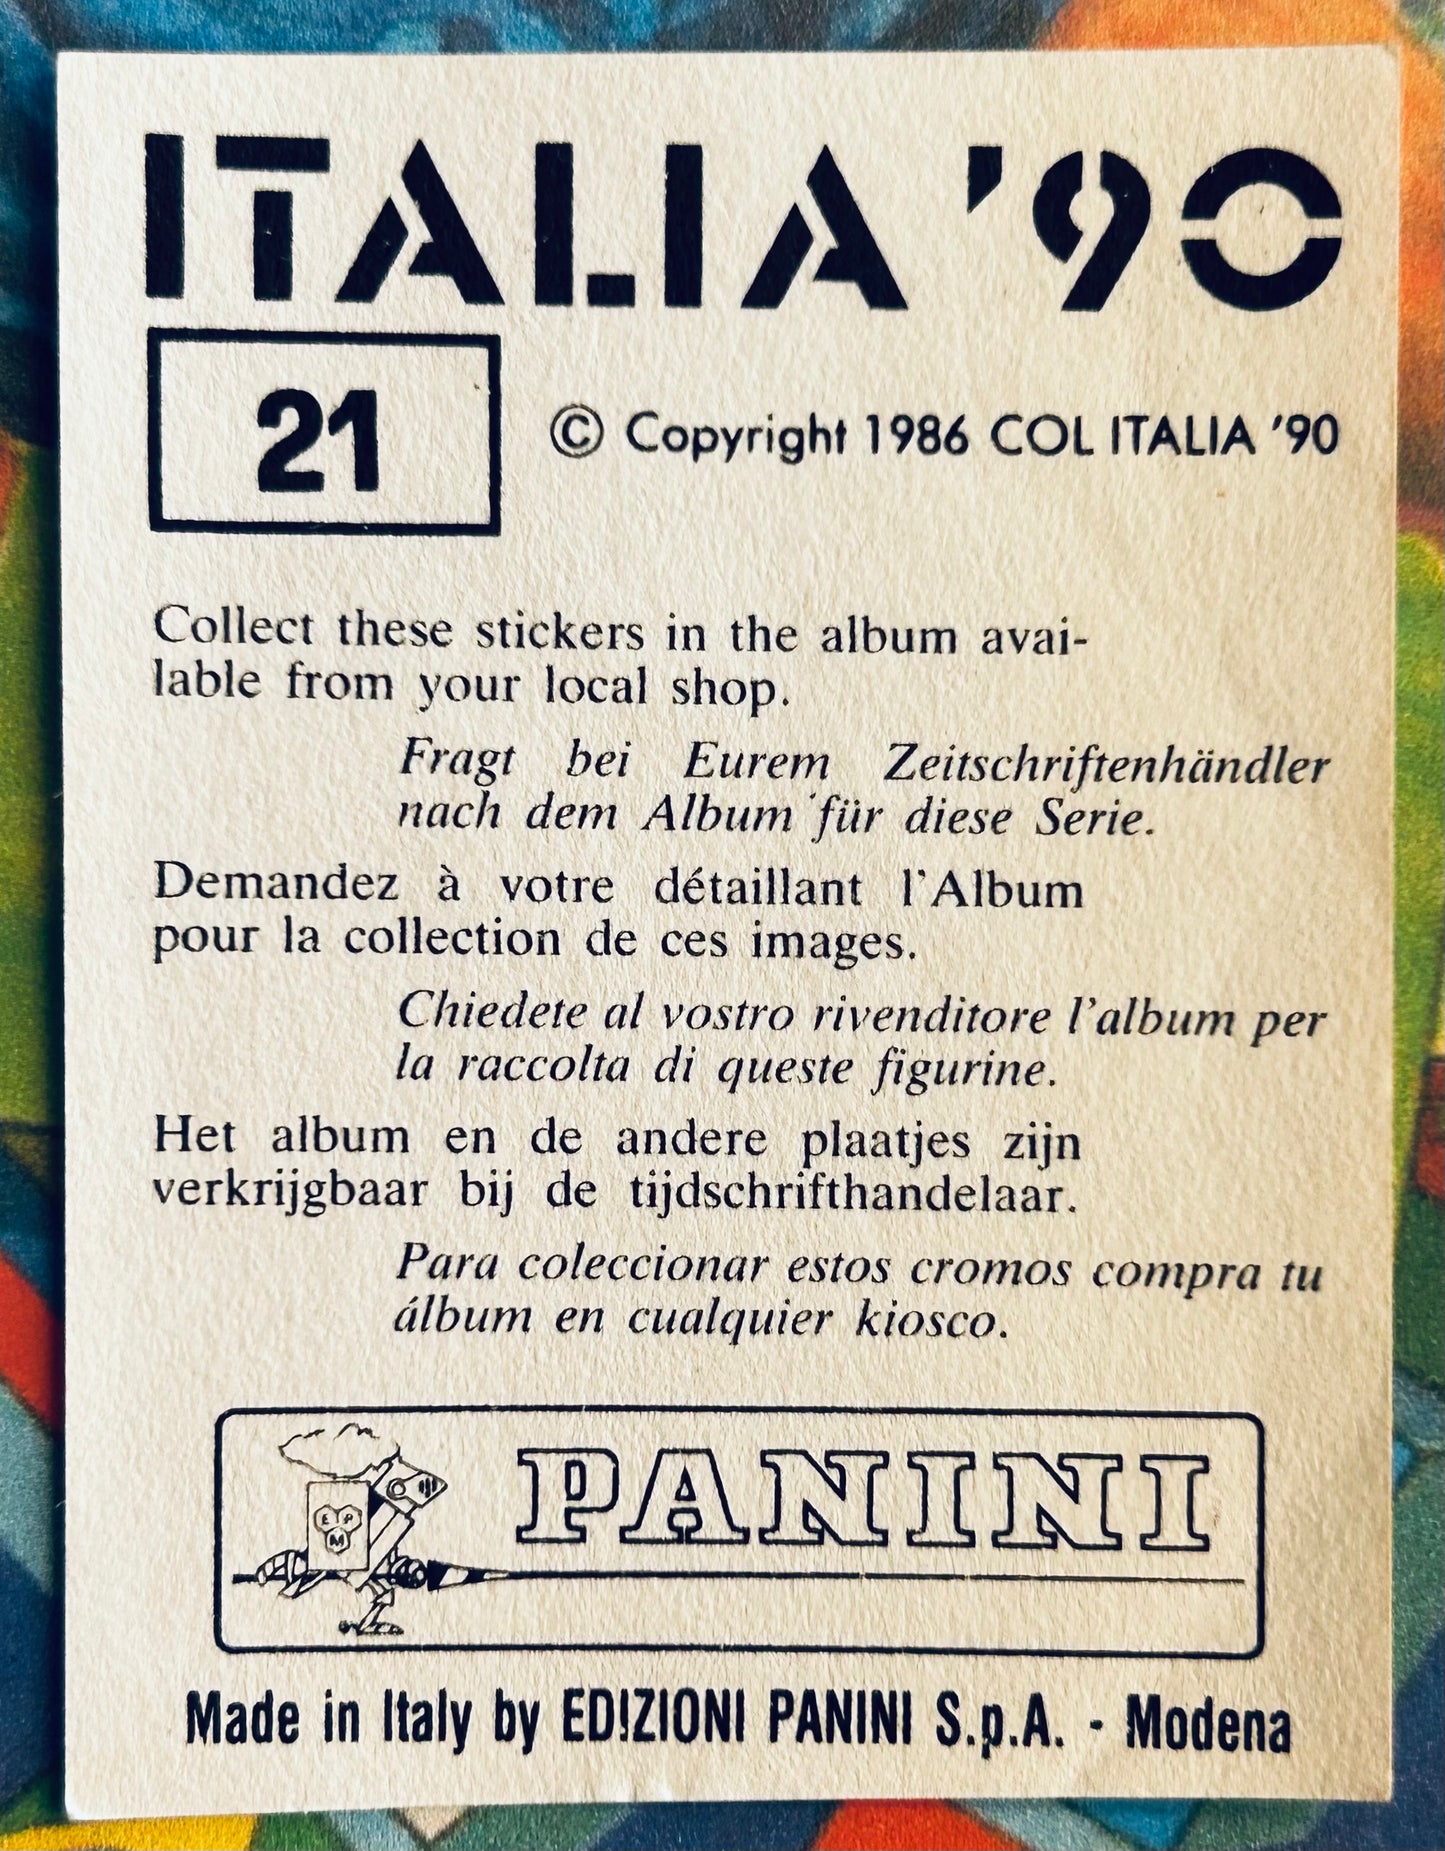 ITALIA '90
21
© Copyright 1986 COL ITALIA '90
Collect these stickers in the album avai-
lable from your local shop.
Fragt bei Eurem Zeitschriftenhändler
nach dem Album für diese Serie.
Demandez à votre détaillant l'Album
pour la collection de ces images.
Chiedete al vostro rivenditore l'album per
la raccolta di queste figurine.
Het album en de andere plaatjes zijn
verkrijgbaar bij de tijdschrifthandelaar.
Para coleccionar estos cromos compra tu
álbum en cualquier kiosco.
E P
M
PANINI
Made in Italy by EDIZIONI PANINI S.p.A. - Modena